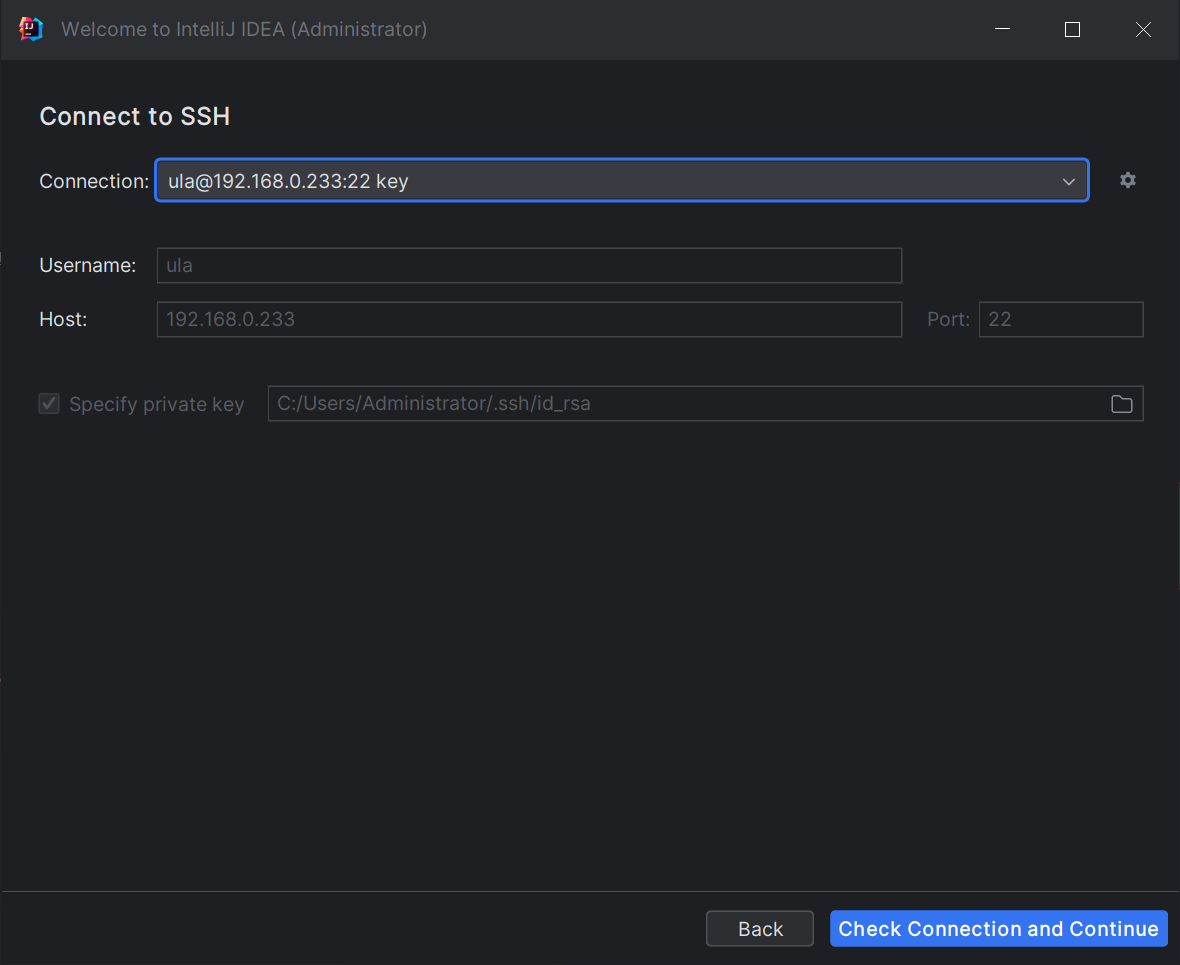 Welcome to IntelliJ IDEA (Administrator)
Connect to SSH
Connection: ula@192.168.0.233:22 key
Username: ula
Host: 192.168.0.233 Port: 22
Specify private key C:/Users/Administrator/.ssh/id_rsa
Back Check Connection and Continue